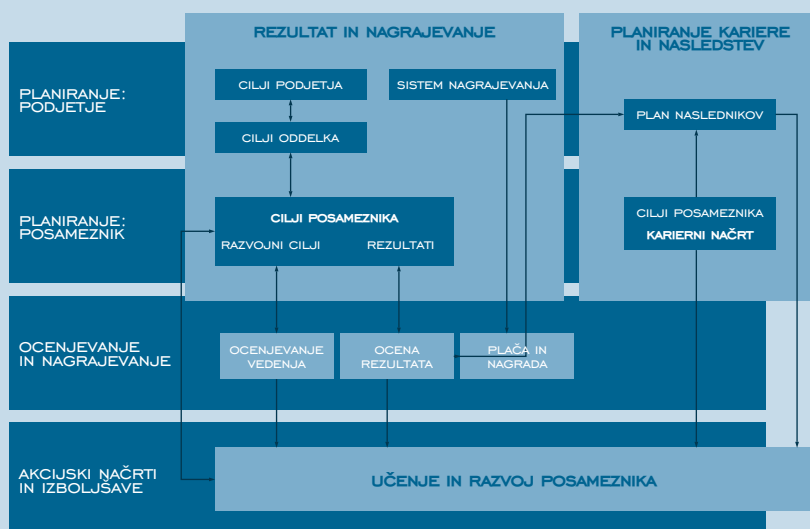 REZULTAT IN NAGRAJEVANJE
PLANIRANJE KARIERE
IN NASLEDSTEV
PLANIRANJE:
PODJETJE
CILJI PODJETJA
SISTEM NAGRAJEVANJA
CILJI ODDELKA
PLAN NASLEDNIKOV
PLANIRANJE:
POSAMEZNIK
CILJI POSAMEZNIKA
RAZVOJNI CILJI
REZULTATI
CILJI POSAMEZNIKA
KARIERNI NAČRT
OCENJEVANJE
IN NAGRAJEVANJE
OCENJEVANJE
VEDENJA
OCENA
REZULTATA
PLAČA IN
NAGRADA
AKCIJSKI NAČRTI
IN IZBOLJŠAVE
UČENJE IN RAZVOJ POSAMEZNIKA